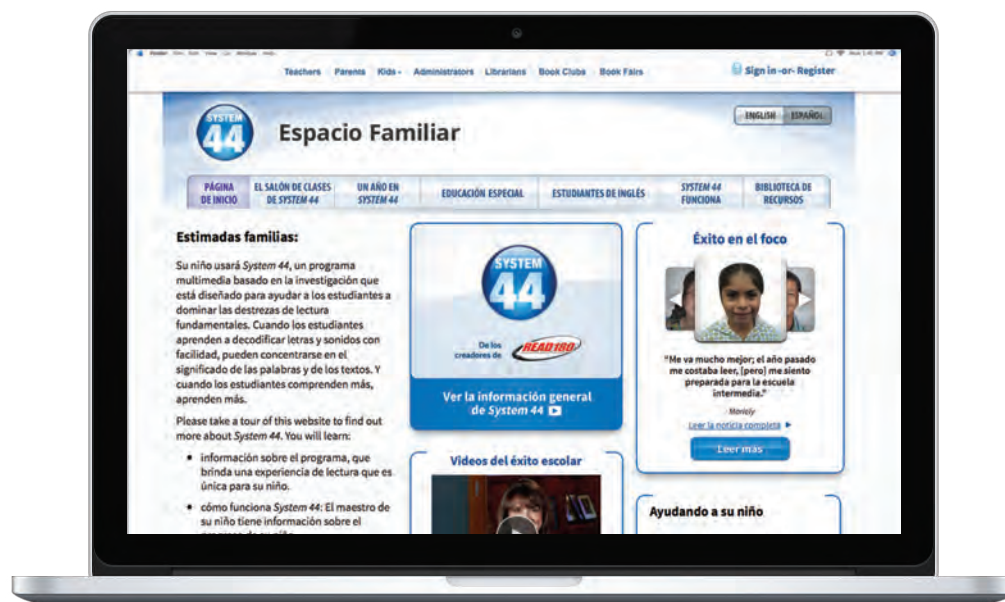 Finder File Edit View Go Window Help
Teachers Parents Kids Administrators Librarians Book Clubs Book Fairs
Sign in -or- Register
SYSTEM
44
Espacio Familiar
ENGLISH ESPAÑOL
PÁGINA
DE INICIO
EL SALÓN DE CLASES
DE SYSTEM 44
UN AÑO EN
SYSTEM 44
EDUCACIÓN ESPECIAL
ESTUDIANTES DE INGLÉS
SYSTEM 44
FUNCIONA
BIBLIOTECA DE
RECURSOS
Estimadas familias:
Su niño usará System 44, un programa
multimedia basado en la investigación que
está diseñado para ayudar a los estudiantes a
dominar las destrezas de lectura
fundamentales. Cuando los estudiantes
aprenden a decodificar letras y sonidos con
facilidad, pueden concentrarse en el
significado de las palabras y de los textos. Y
cuando los estudiantes comprenden más,
aprenden más.
Please take a tour of this website to find out
more about System 44. You will learn:
• información sobre el programa, que
brinda una experiencia de lectura que es
única para su niño.
• cómo funciona System 44: El maestro de
su niño tiene información sobre el
SYSTEM
44
De los
creadores de
READ 180
Ver la información general
de System 44
Videos del éxito escolar
Éxito en el foco
"Me va mucho mejor; el año pasado
me costaba leer, [pero] me siento
preparada para la escuela
intermedia."
Mariely
Leer la noticia completa
Leer más
Ayudando a su niño